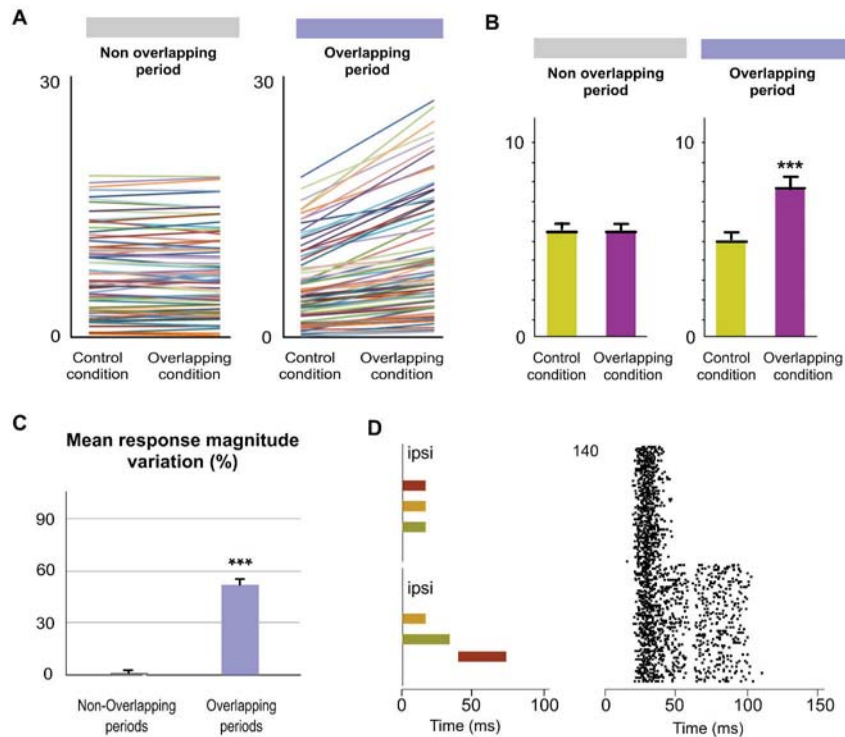 A
Non overlapping
period
Overlapping
period
30
0
Control
condition
Overlapping
condition
30
0
Control
condition
Overlapping
condition
B
Non overlapping
period
Overlapping
period
10
0
Control
condition
Overlapping
condition
10
***
0
Control
condition
Overlapping
condition
C
Mean response magnitude
variation (%)
90
60
30
0
***
Non-Overlapping
periods
Overlapping
periods
D
ipsi
ipsi
0
50
100
Time (ms)
140
0
50
100
150
Time (ms)